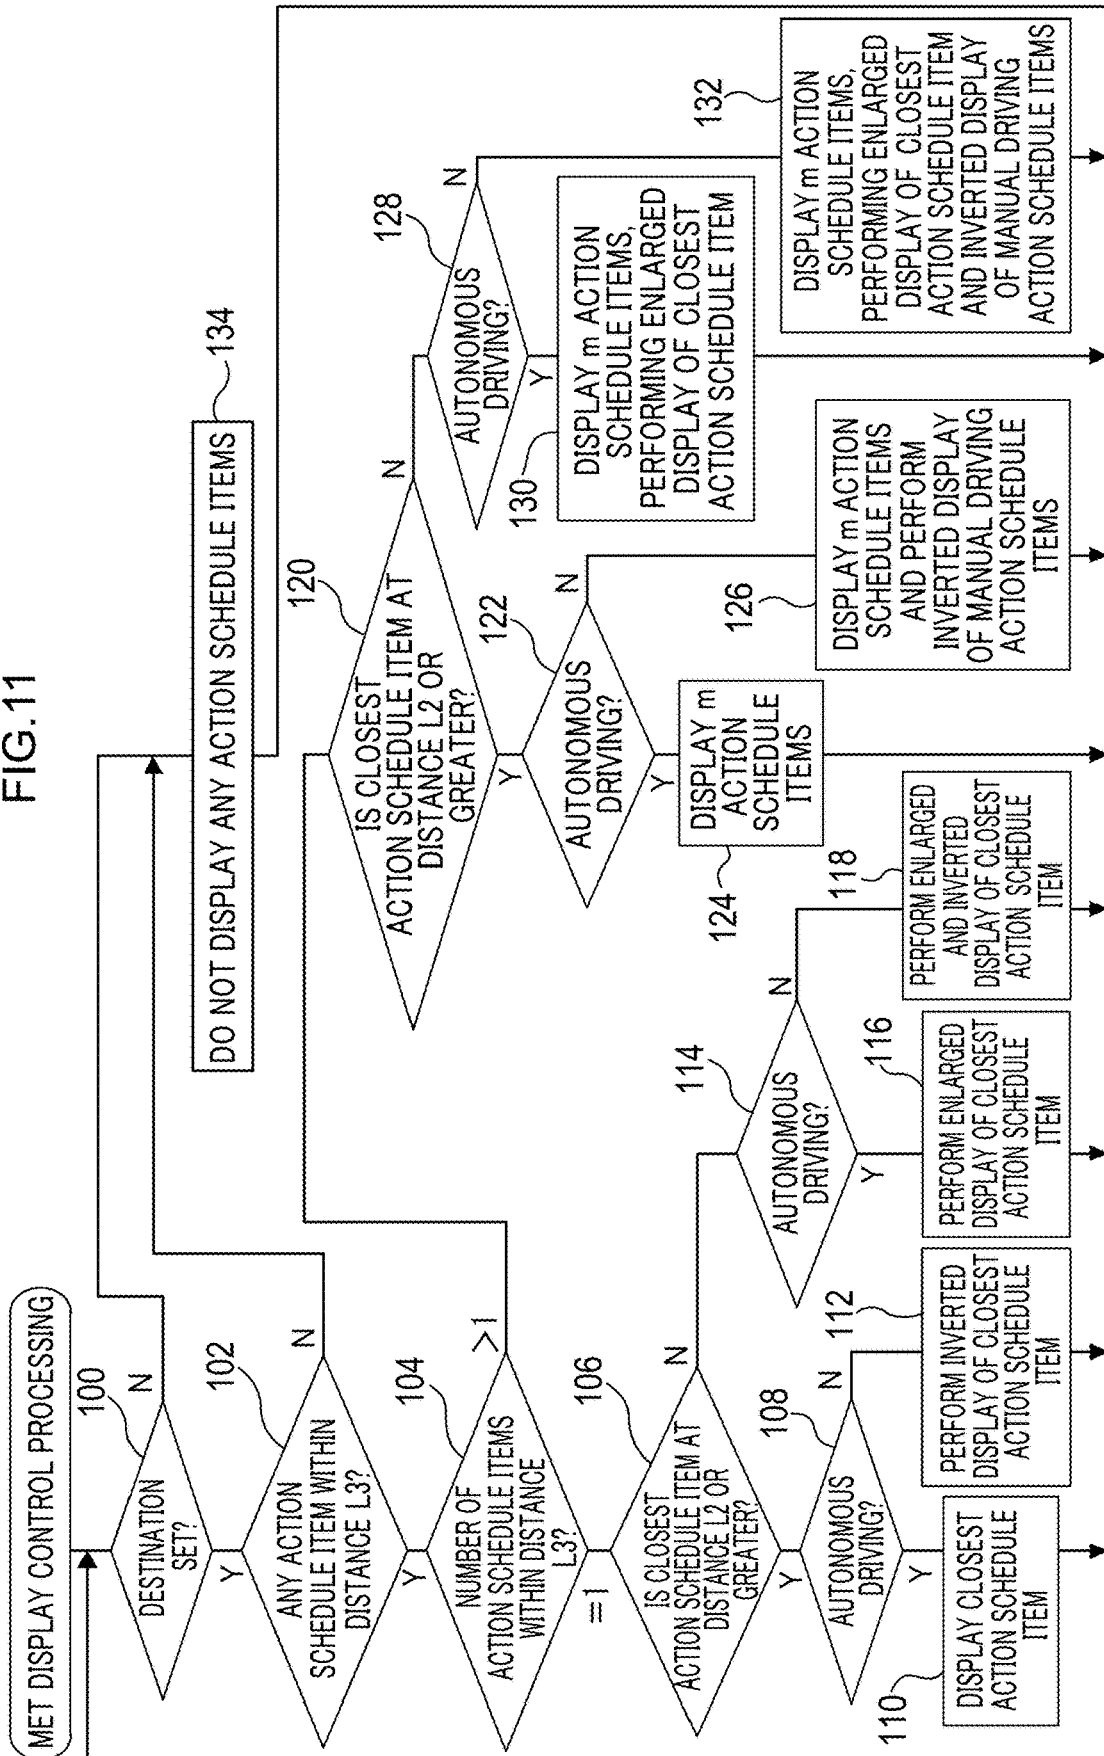 FIG.11
MET DISPLAY CONTROL PROCESSING
100
DESTINATION
SET?
N
Y
102
ANY ACTION
SCHEDULE ITEM WITHIN
DISTANCE L3?
N
Y
104
NUMBER OF
ACTION SCHEDULE ITEMS
WITHIN DISTANCE
L3?
>1
=1
106
IS CLOSEST
ACTION SCHEDULE ITEM AT
DISTANCE L2 OR
GREATER?
N
Y
108
AUTONOMOUS
DRIVING?
N
Y
110
DISPLAY CLOSEST
ACTION SCHEDULE
ITEM
112
PERFORM INVERTED
DISPLAY OF CLOSEST
ACTION SCHEDULE
ITEM
114
AUTONOMOUS
DRIVING?
N
Y
116
PERFORM ENLARGED
DISPLAY OF CLOSEST
ACTION SCHEDULE
ITEM
118
PERFORM ENLARGED
AND INVERTED
DISPLAY OF CLOSEST
ACTION SCHEDULE
ITEM
120
IS CLOSEST
ACTION SCHEDULE ITEM AT
DISTANCE L2 OR
GREATER?
N
Y
122
AUTONOMOUS
DRIVING?
N
Y
124
DISPLAY m
ACTION
SCHEDULE
ITEMS
126
DISPLAY m ACTION
SCHEDULE ITEMS
AND PERFORM
INVERTED DISPLAY
OF MANUAL DRIVING
ACTION SCHEDULE
ITEMS
128
AUTONOMOUS
DRIVING?
N
Y
130
DISPLAY m ACTION
SCHEDULE ITEMS,
PERFORMING ENLARGED
DISPLAY OF CLOSEST
ACTION SCHEDULE ITEM
132
DISPLAY m ACTION
SCHEDULE ITEMS,
PERFORMING ENLARGED
DISPLAY OF CLOSEST
ACTION SCHEDULE ITEM
AND INVERTED DISPLAY
OF MANUAL DRIVING
ACTION SCHEDULE ITEMS
134
DO NOT DISPLAY ANY ACTION SCHEDULE ITEMS